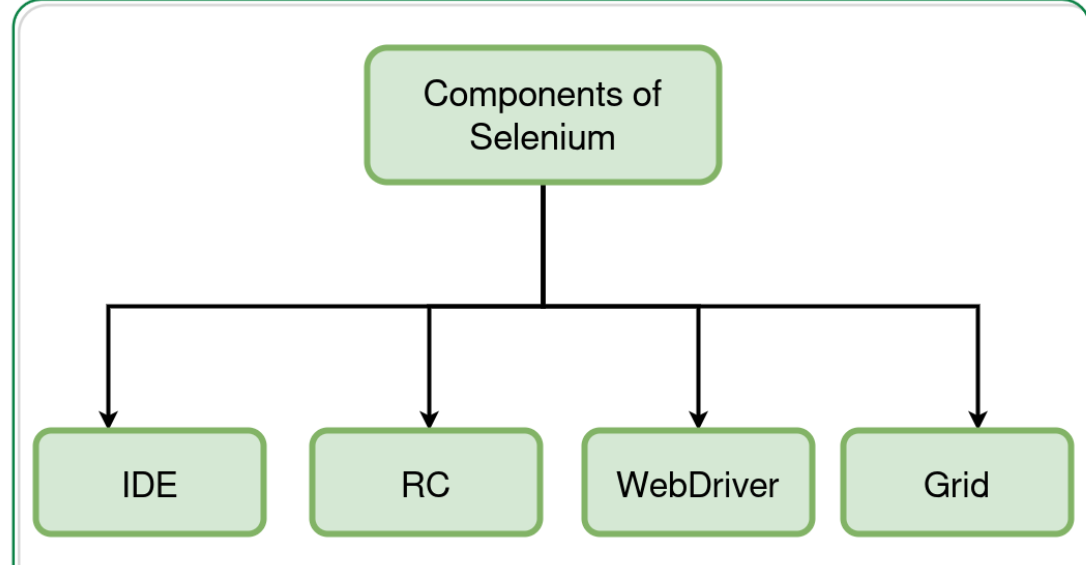 Components of
Selenium
IDE
RC
WebDriver
Grid